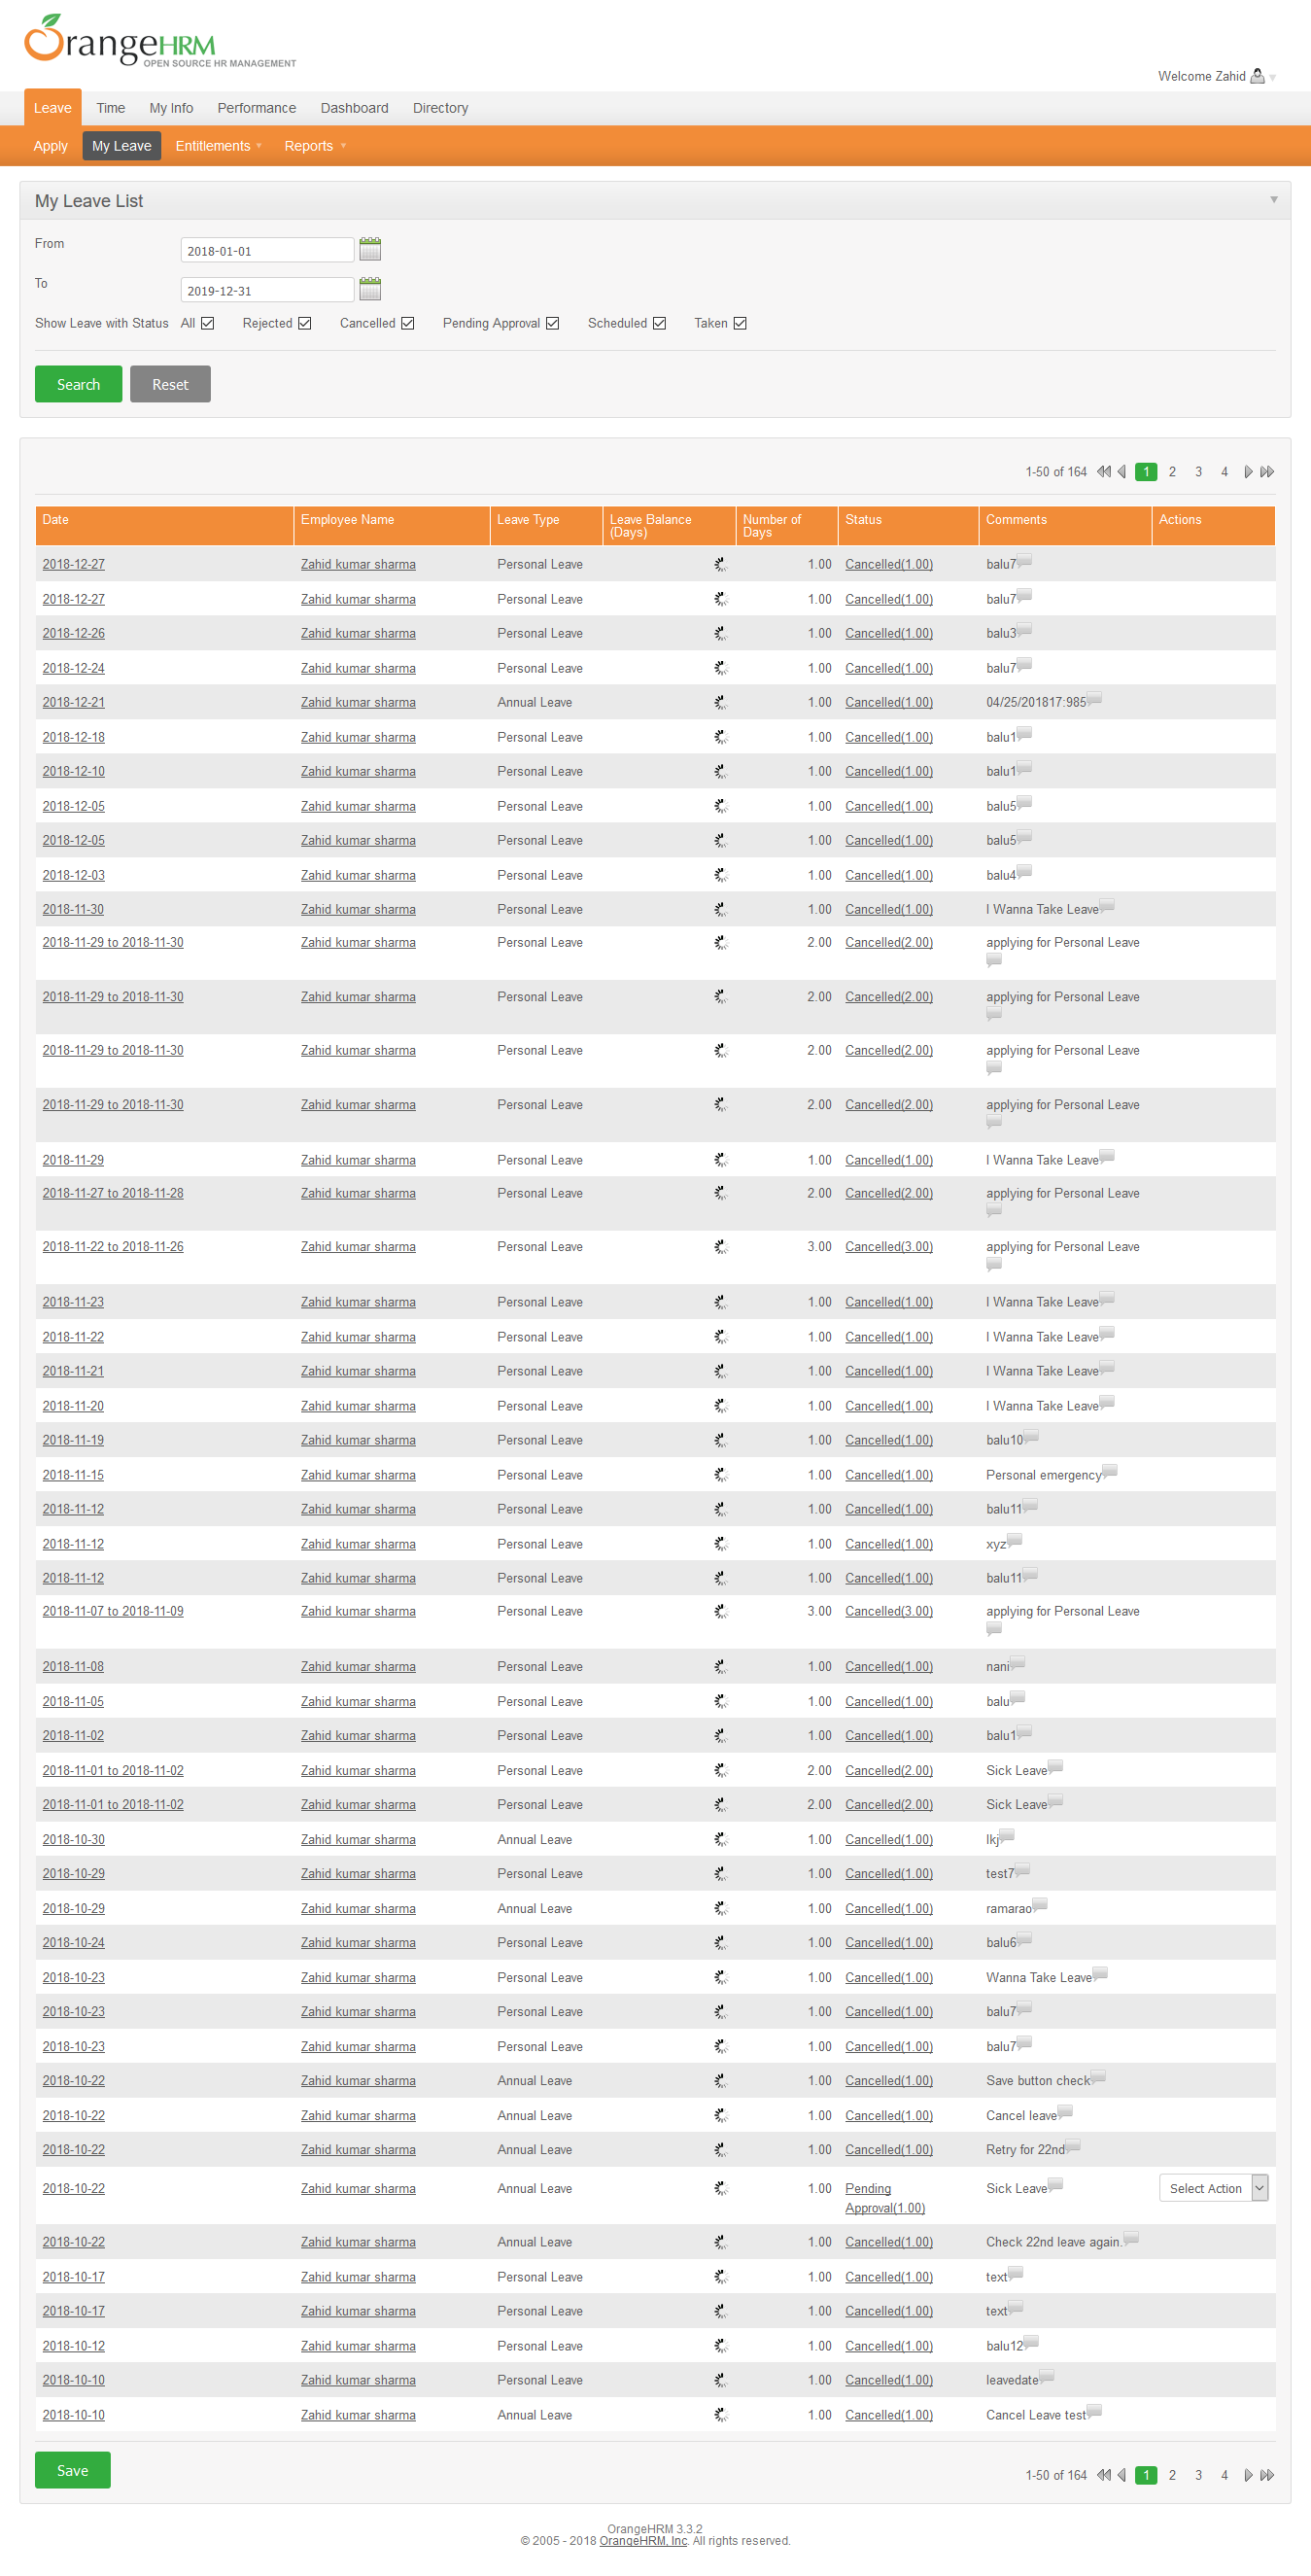 OrangeHRM
OPEN SOURCE HR MANAGEMENT
Welcome Zahid
Leave Time My Info Performance Dashboard Directory
Apply My Leave Entitlements Reports
My Leave List
From 2018-01-01
To 2019-12-31
Show Leave with Status All Rejected Cancelled Pending Approval Scheduled Taken
Search Reset
1-50 of 164 1 2 3 4
Date Employee Name Leave Type Leave Balance (Days) Number of Days Status Comments Actions
2018-12-27 Zahid kumar sharma Personal Leave 1.00 Cancelled(1.00) balu7
2018-12-27 Zahid kumar sharma Personal Leave 1.00 Cancelled(1.00) balu7
2018-12-26 Zahid kumar sharma Personal Leave 1.00 Cancelled(1.00) balu3
2018-12-24 Zahid kumar sharma Personal Leave 1.00 Cancelled(1.00) balu7
2018-12-21 Zahid kumar sharma Annual Leave 1.00 Cancelled(1.00) 04/25/201817:985
2018-12-18 Zahid kumar sharma Personal Leave 1.00 Cancelled(1.00) balu1
2018-12-10 Zahid kumar sharma Personal Leave 1.00 Cancelled(1.00) balu1
2018-12-05 Zahid kumar sharma Personal Leave 1.00 Cancelled(1.00) balu5
2018-12-05 Zahid kumar sharma Personal Leave 1.00 Cancelled(1.00) balu5
2018-12-03 Zahid kumar sharma Personal Leave 1.00 Cancelled(1.00) balu4
2018-11-30 Zahid kumar sharma Personal Leave 1.00 Cancelled(1.00) I Wanna Take Leave
2018-11-29 to 2018-11-30 Zahid kumar sharma Personal Leave 2.00 Cancelled(2.00) applying for Personal Leave
2018-11-29 to 2018-11-30 Zahid kumar sharma Personal Leave 2.00 Cancelled(2.00) applying for Personal Leave
2018-11-29 to 2018-11-30 Zahid kumar sharma Personal Leave 2.00 Cancelled(2.00) applying for Personal Leave
2018-11-29 to 2018-11-30 Zahid kumar sharma Personal Leave 2.00 Cancelled(2.00) applying for Personal Leave
2018-11-29 Zahid kumar sharma Personal Leave 1.00 Cancelled(1.00) I Wanna Take Leave
2018-11-27 to 2018-11-28 Zahid kumar sharma Personal Leave 2.00 Cancelled(2.00) applying for Personal Leave
2018-11-22 to 2018-11-26 Zahid kumar sharma Personal Leave 3.00 Cancelled(3.00) applying for Personal Leave
2018-11-23 Zahid kumar sharma Personal Leave 1.00 Cancelled(1.00) I Wanna Take Leave
2018-11-22 Zahid kumar sharma Personal Leave 1.00 Cancelled(1.00) I Wanna Take Leave
2018-11-21 Zahid kumar sharma Personal Leave 1.00 Cancelled(1.00) I Wanna Take Leave
2018-11-20 Zahid kumar sharma Personal Leave 1.00 Cancelled(1.00) I Wanna Take Leave
2018-11-19 Zahid kumar sharma Personal Leave 1.00 Cancelled(1.00) balu10
2018-11-15 Zahid kumar sharma Personal Leave 1.00 Cancelled(1.00) Personal emergency
2018-11-12 Zahid kumar sharma Personal Leave 1.00 Cancelled(1.00) balu11
2018-11-12 Zahid kumar sharma Personal Leave 1.00 Cancelled(1.00) xyz
2018-11-12 Zahid kumar sharma Personal Leave 1.00 Cancelled(1.00) balu11
2018-11-07 to 2018-11-09 Zahid kumar sharma Personal Leave 3.00 Cancelled(3.00) applying for Personal Leave
2018-11-08 Zahid kumar sharma Personal Leave 1.00 Cancelled(1.00) nani
2018-11-05 Zahid kumar sharma Personal Leave 1.00 Cancelled(1.00) balu
2018-11-02 Zahid kumar sharma Personal Leave 1.00 Cancelled(1.00) balu1
2018-11-01 to 2018-11-02 Zahid kumar sharma Personal Leave 2.00 Cancelled(2.00) Sick Leave
2018-11-01 to 2018-11-02 Zahid kumar sharma Personal Leave 2.00 Cancelled(2.00) Sick Leave
2018-10-30 Zahid kumar sharma Annual Leave 1.00 Cancelled(1.00) lkj
2018-10-29 Zahid kumar sharma Personal Leave 1.00 Cancelled(1.00) test7
2018-10-29 Zahid kumar sharma Annual Leave 1.00 Cancelled(1.00) ramarao
2018-10-24 Zahid kumar sharma Personal Leave 1.00 Cancelled(1.00) balu6
2018-10-23 Zahid kumar sharma Personal Leave 1.00 Cancelled(1.00) Wanna Take Leave
2018-10-23 Zahid kumar sharma Personal Leave 1.00 Cancelled(1.00) balu7
2018-10-23 Zahid kumar sharma Personal Leave 1.00 Cancelled(1.00) balu7
2018-10-22 Zahid kumar sharma Annual Leave 1.00 Cancelled(1.00) Save button check
2018-10-22 Zahid kumar sharma Annual Leave 1.00 Cancelled(1.00) Cancel leave
2018-10-22 Zahid kumar sharma Annual Leave 1.00 Cancelled(1.00) Retry for 22nd
2018-10-22 Zahid kumar sharma Annual Leave 1.00 Pending Approval(1.00) Sick Leave Select Action
2018-10-22 Zahid kumar sharma Annual Leave 1.00 Cancelled(1.00) Check 22nd leave again.
2018-10-17 Zahid kumar sharma Personal Leave 1.00 Cancelled(1.00) text
2018-10-17 Zahid kumar sharma Personal Leave 1.00 Cancelled(1.00) text
2018-10-12 Zahid kumar sharma Personal Leave 1.00 Cancelled(1.00) balu12
2018-10-10 Zahid kumar sharma Personal Leave 1.00 Cancelled(1.00) leavedate
2018-10-10 Zahid kumar sharma Annual Leave 1.00 Cancelled(1.00) Cancel Leave test
Save 1-50 of 164 1 2 3 4
OrangeHRM 3.3.2
© 2005 - 2018 OrangeHRM, Inc. All rights reserved.